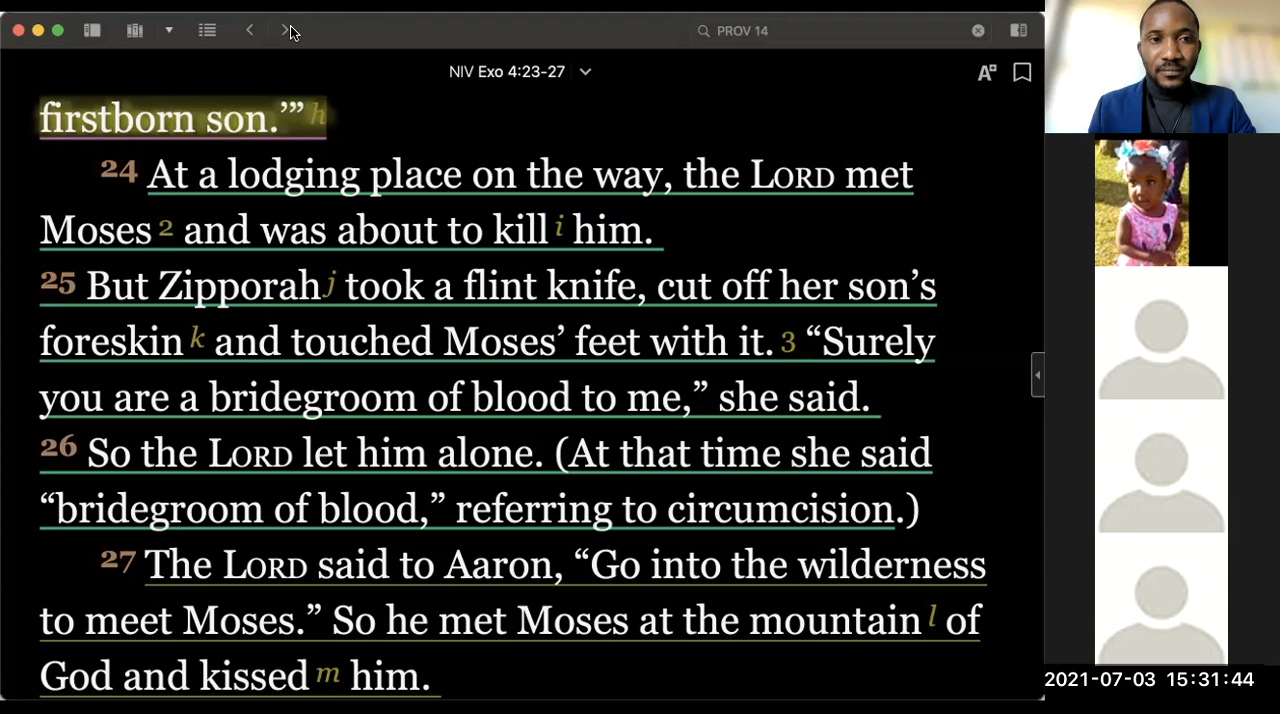 PROV 14
NIV Exo 4:23-27
firstborn son.’” h
24 At a lodging place on the way, the LORD met
Moses 2 and was about to kill i him.
25 But Zipporah j took a flint knife, cut off her son’s
foreskin k and touched Moses’ feet with it. 3 “Surely
you are a bridegroom of blood to me,” she said.
26 So the LORD let him alone. (At that time she said
“bridegroom of blood,” referring to circumcision.)
27 The LORD said to Aaron, “Go into the wilderness
to meet Moses.” So he met Moses at the mountain l of
God and kissed m him.
2021-07-03 15:31:44